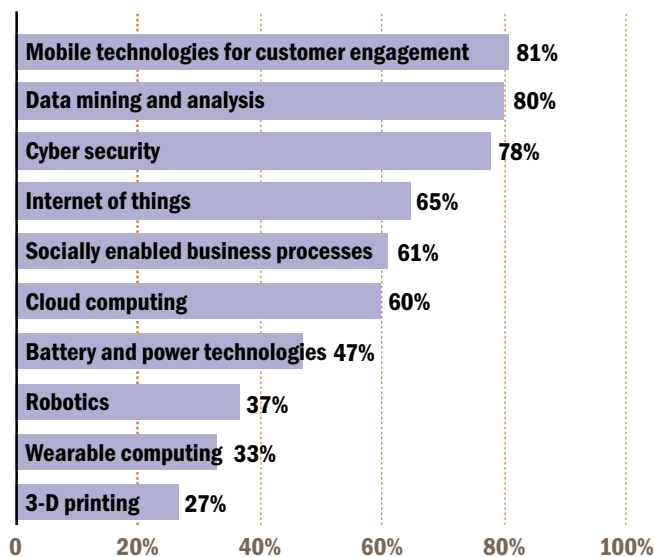 Mobile technologies for customer engagement 81%
Data mining and analysis 80%
Cyber security 78%
Internet of things 65%
Socially enabled business processes 61%
Cloud computing 60%
Battery and power technologies 47%
Robotics 37%
Wearable computing 33%
3-D printing 27%
0 20% 40% 60% 80% 100%